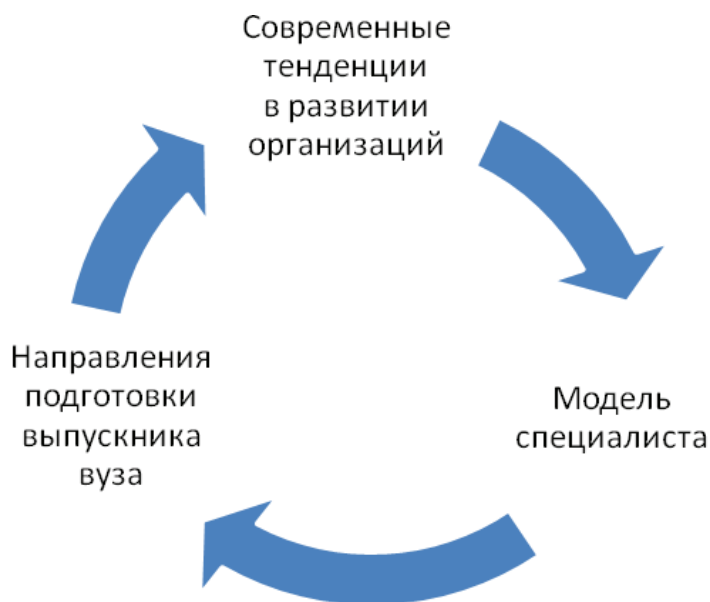 Современные
тенденции
в развитии
организаций
Модель
специалиста
Направления
подготовки
выпускника
вуза